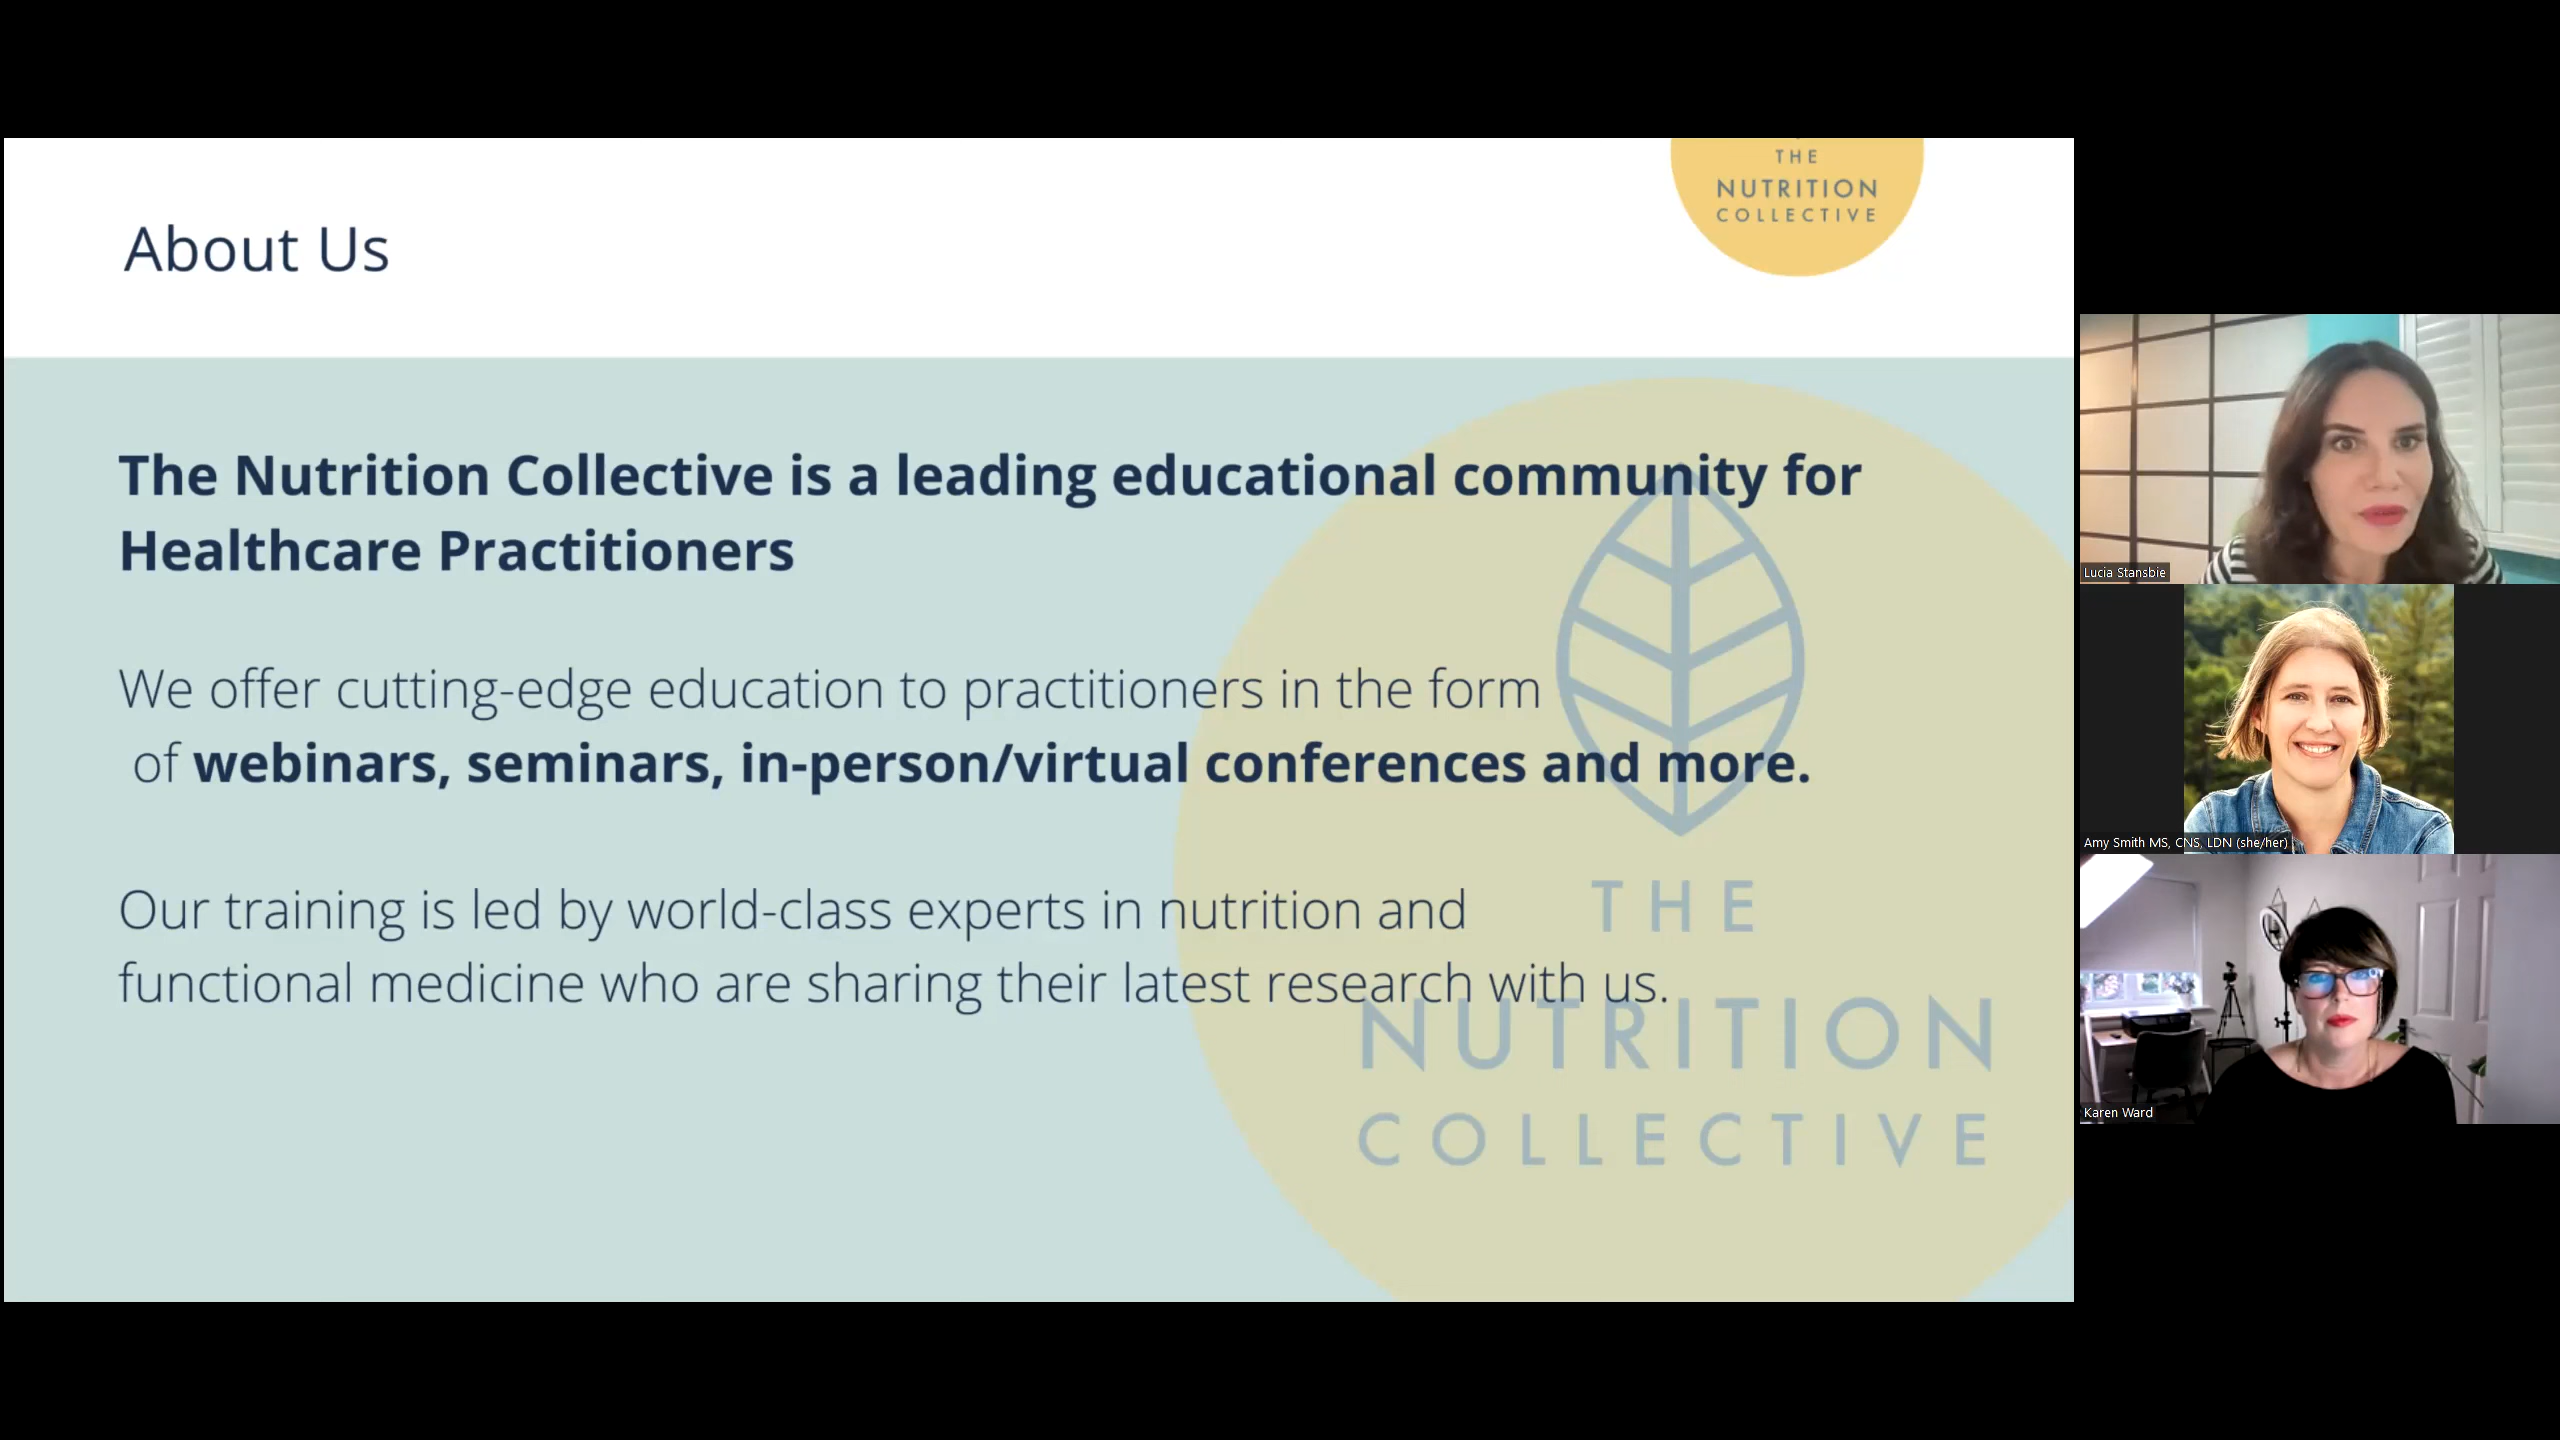 THE
NUTRITION
COLLECTIVE
About Us
The Nutrition Collective is a leading educational community for
Healthcare Practitioners
We offer cutting-edge education to practitioners in the form
of webinars, seminars, in-person/virtual conferences and more.
Our training is led by world-class experts in nutrition and
functional medicine who are sharing their latest research with us.
THE
NUTRITION
COLLECTIVE
Lucia Stansbie
Amy Smith MS, CNS, LDN (she/her)
Karen Ward